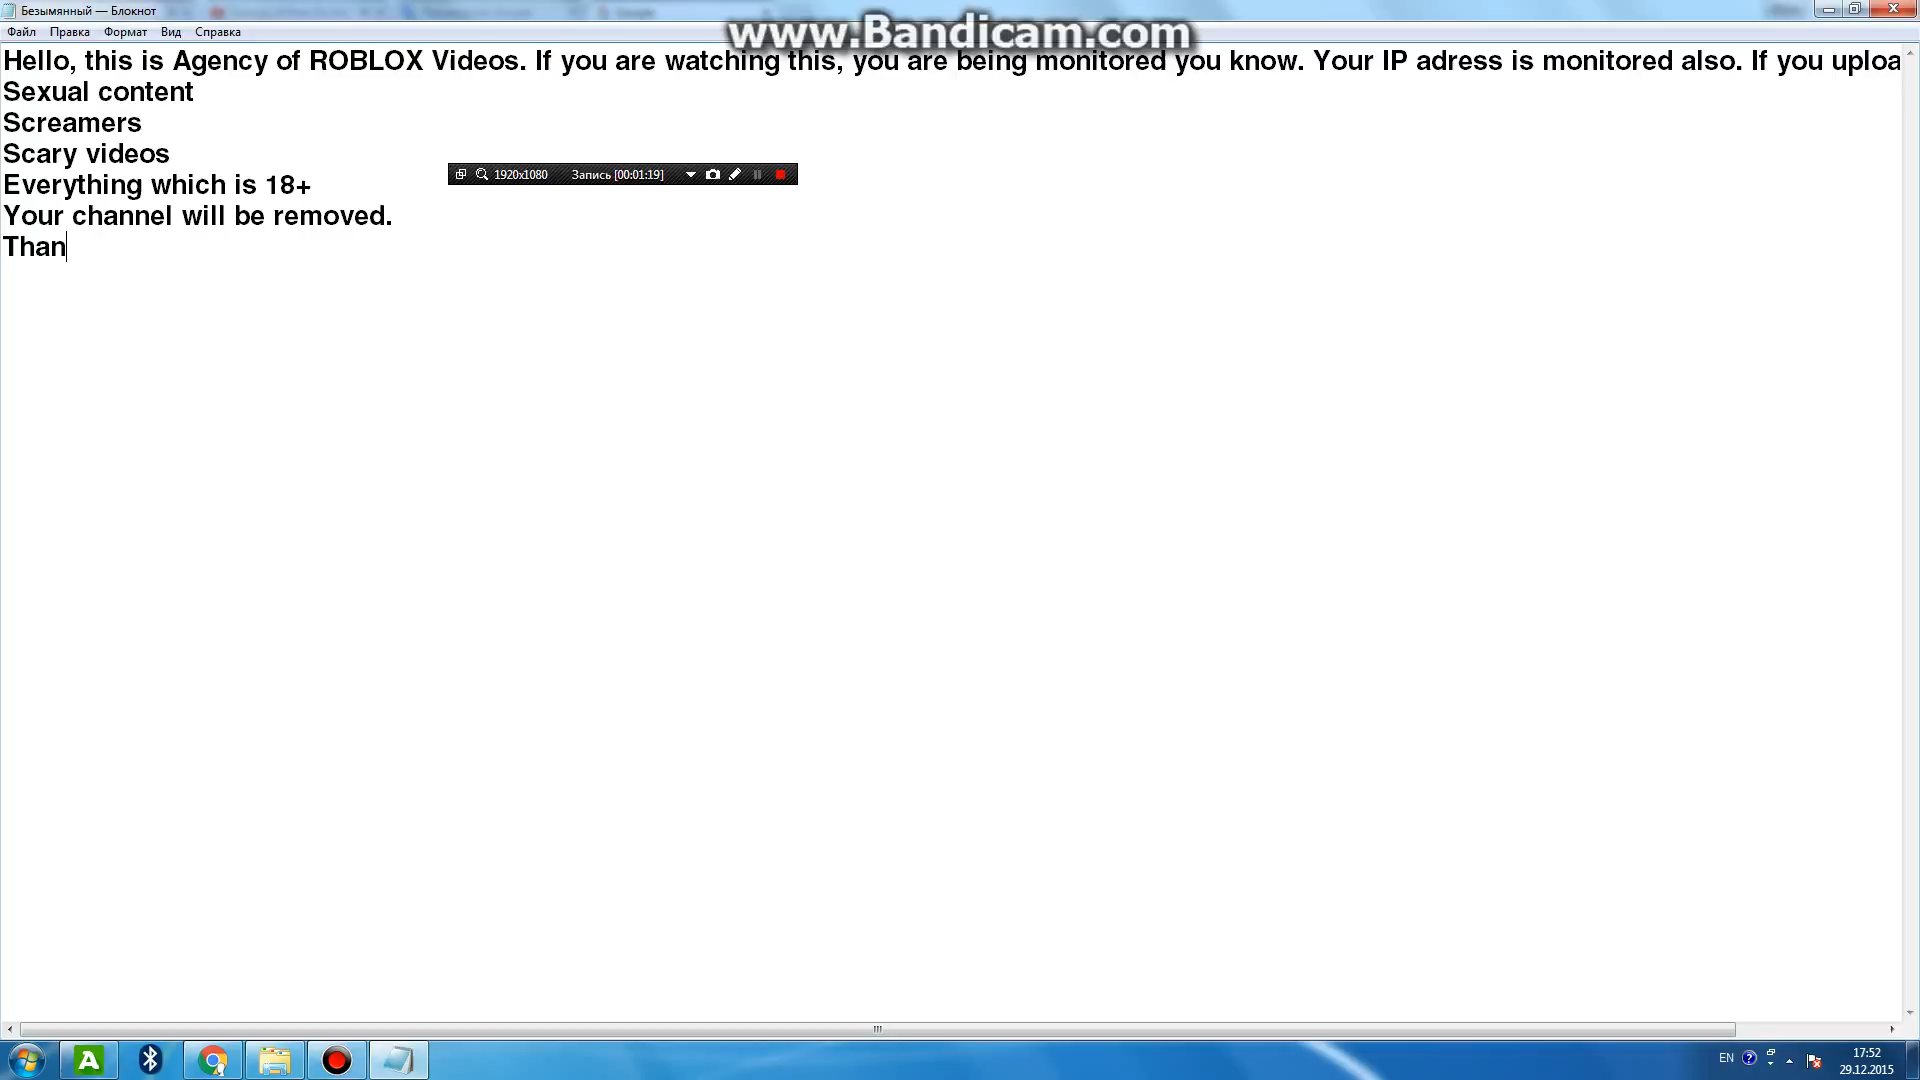 Безымянный — Блокнот
Файл Правка Формат Вид Справка
www.Bandicam.com
Hello, this is Agency of ROBLOX Videos. If you are watching this, you are being monitored you know. Your IP adress is monitored also. If you uploa
Sexual content
Screamers
Scary videos
1920x1080 Запись [00:01:19]
Everything which is 18+
Your channel will be removed.
Than
EN
17:52
29.12.2015